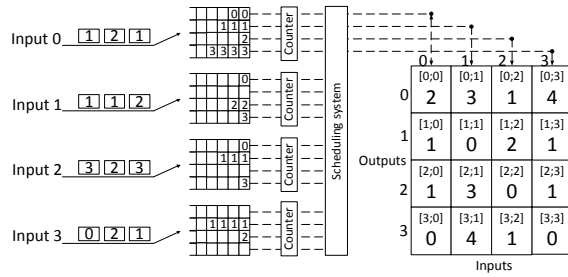 Input 0 1 2 1
0 0
1 1 1
2
3 3 3 3
Counter
Input 1 1 1 2
0
2 2
3
Counter
Input 2 3 2 3
0
1 1 1
3
Counter
Input 3 0 2 1
1 1 1 1
2
Counter
Scheduling system
0 1 2 3
[0;0] [0;1] [0;2] [0;3]
0 2 3 1 4
[1;0] [1;1] [1;2] [1;3]
1 1 0 2 1
Outputs
[2;0] [2;1] [2;2] [2;3]
2 1 3 0 1
[3;0] [3;1] [3;2] [3;3]
3 0 4 1 0
Inputs